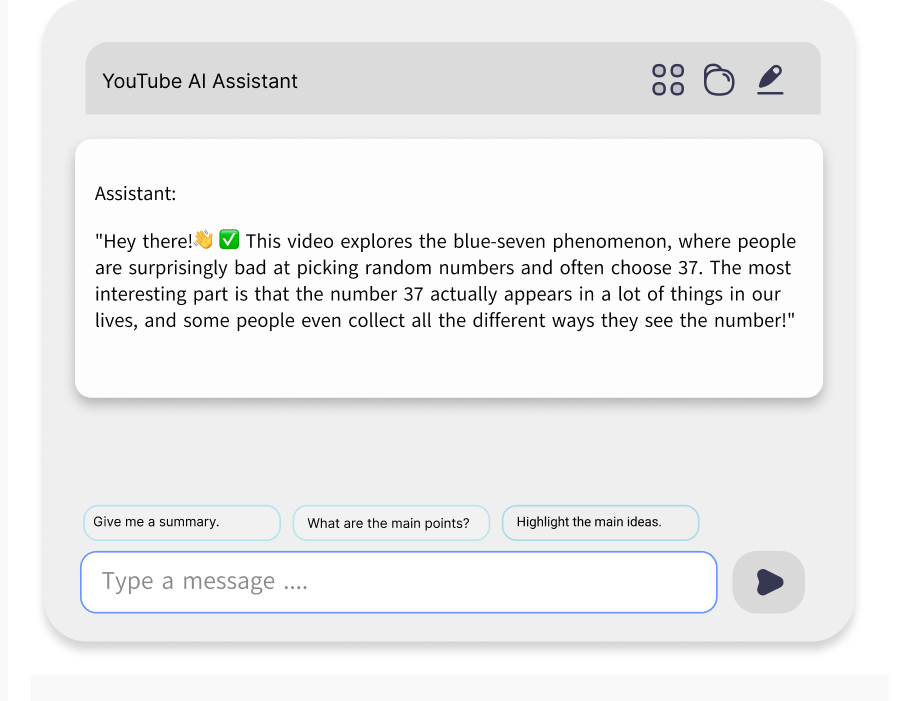 YouTube AI Assistant
Assistant:
"Hey there!👋 ✅ This video explores the blue-seven phenomenon, where people
are surprisingly bad at picking random numbers and often choose 37. The most
interesting part is that the number 37 actually appears in a lot of things in our
lives, and some people even collect all the different ways they see the number!"
Give me a summary.
What are the main points?
Highlight the main ideas.
Type a message ....